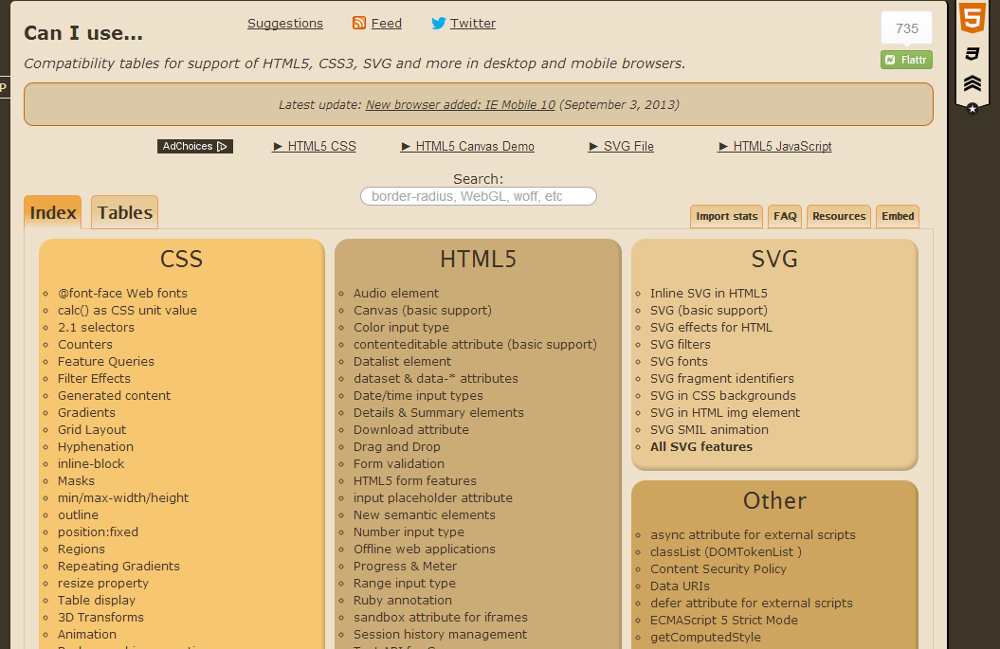 Can I use...
Suggestions
Feed
Twitter
735
Flattr
Compatibility tables for support of HTML5, CSS3, SVG and more in desktop and mobile browsers.
P
Latest update: New browser added: IE Mobile 10 (September 3, 2013)
AdChoices
► HTML5 CSS
► HTML5 Canvas Demo
► SVG File
► HTML5 JavaScript
Search:
border-radius, WebGL, woff, etc
Index
Tables
Import stats
FAQ
Resources
Embed
CSS
@font-face Web fonts
calc() as CSS unit value
2.1 selectors
Counters
Feature Queries
Filter Effects
Generated content
Gradients
Grid Layout
Hyphenation
inline-block
Masks
min/max-width/height
outline
position:fixed
Regions
Repeating Gradients
resize property
Table display
3D Transforms
Animation
HTML5
Audio element
Canvas (basic support)
Color input type
contenteditable attribute (basic support)
Datalist element
dataset & data-* attributes
Date/time input types
Details & Summary elements
Download attribute
Drag and Drop
Form validation
HTML5 form features
input placeholder attribute
New semantic elements
Number input type
Offline web applications
Progress & Meter
Range input type
Ruby annotation
sandbox attribute for iframes
Session history management
SVG
Inline SVG in HTML5
SVG (basic support)
SVG effects for HTML
SVG filters
SVG fonts
SVG fragment identifiers
SVG in CSS backgrounds
SVG in HTML img element
SVG SMIL animation
All SVG features
Other
async attribute for external scripts
classList (DOMTokenList )
Content Security Policy
Data URIs
defer attribute for external scripts
ECMAScript 5 Strict Mode
getComputedStyle